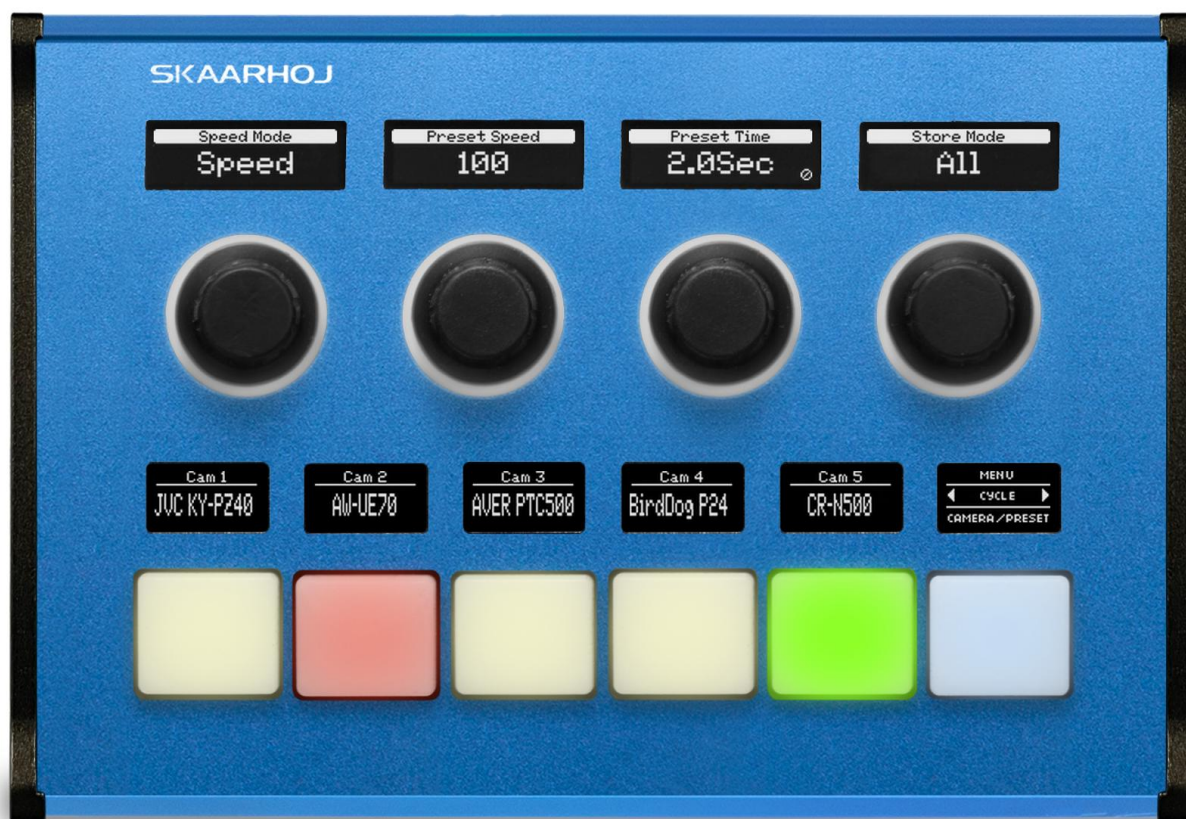 SKAARHOJ
Speed Mode
Speed
Preset Speed
100
Preset Time
2.0Sec
Store Mode
All
Cam 1
JVC KY-PZ40
Cam 2
AW-UE70
Cam 3
AVER PTC500
Cam 4
BirdDog P24
Cam 5
CR-N500
MENU
CYCLE
CAMERA/PRESET